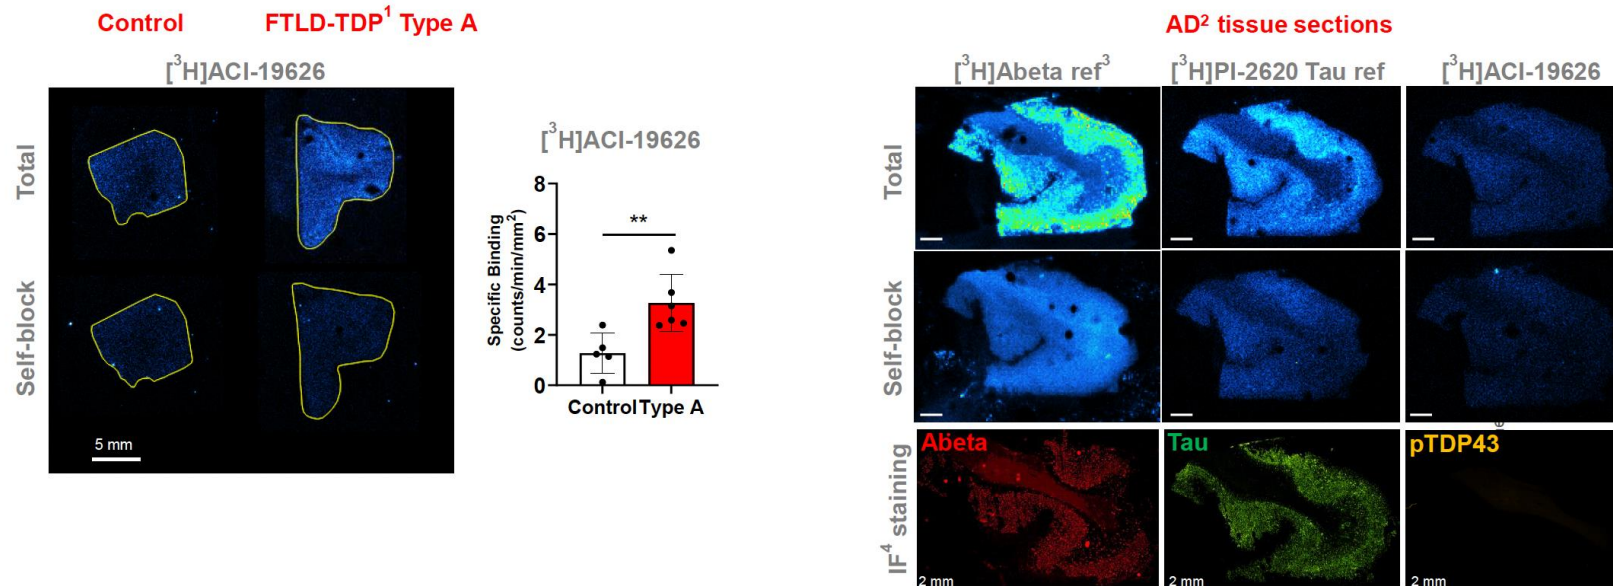 Control FTLD-TDP¹ Type A
[³H]ACI-19626
Total
Self-block
5 mm
[³H]ACI-19626
Specific Binding
(counts/min/mm²)
8
6
4
2
0
**
Control Type A
AD² tissue sections
[³H]Abeta ref³ [³H]PI-2620 Tau ref [³H]ACI-19626
Total
Self-block
IF⁴ staining
Abeta Tau pTDP43
2 mm 2 mm 2 mm